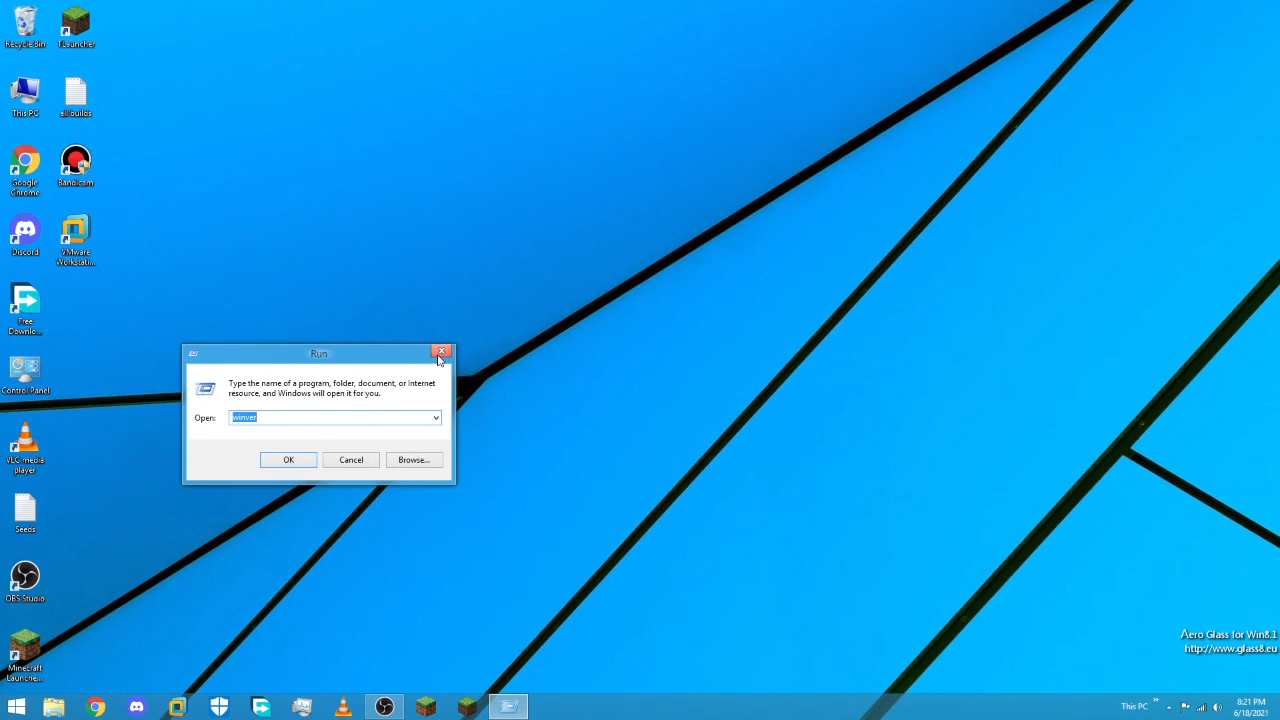 Recycle Bin
TLauncher
This PC
all builds
Google
Chrome
Bandicam
Discord
VMware
Workstati...
Free
Downlo...
Control Panel
VLC media
player
Seeds
OBS Studio
Minecraft
Launche...
Run
Type the name of a program, folder, document, or Internet
resource, and Windows will open it for you.
Open:
winver
OK
Cancel
Browse...
Aero Glass for Win8.1
http://www.glass8.eu
This PC
8:21 PM
6/18/2021